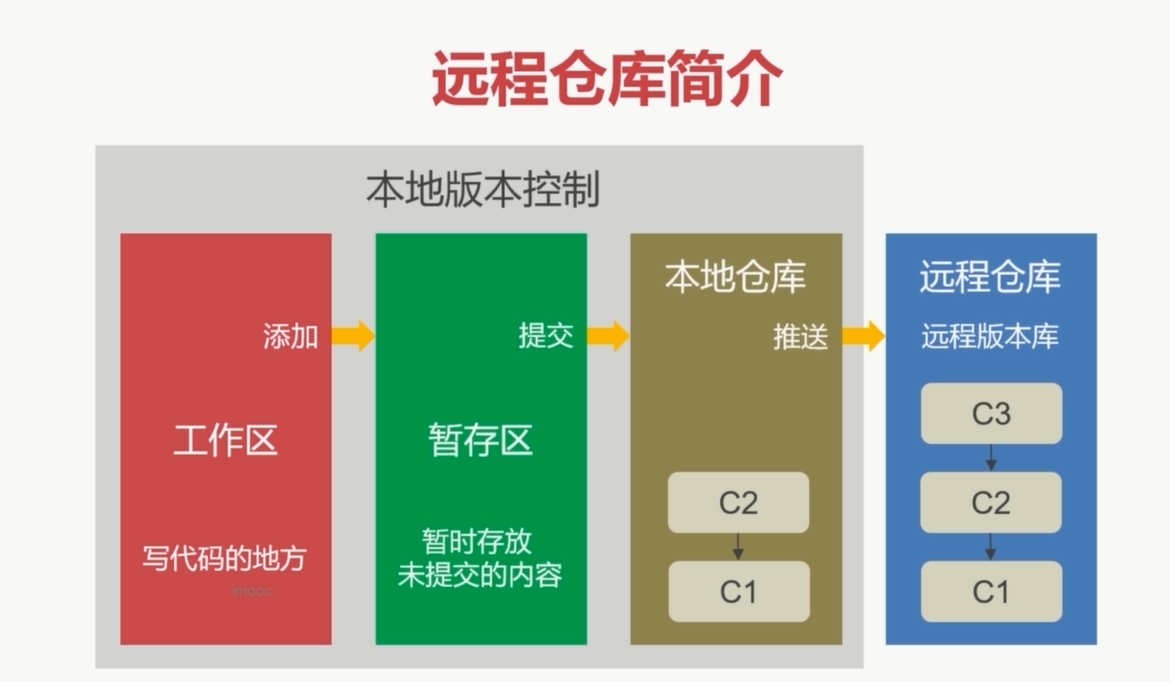 远程仓库简介
本地版本控制
添加
工作区
写代码的地方
imooc
提交
暂存区
暂时存放
未提交的内容
本地仓库
推送
C2
C1
远程仓库
远程版本库
C3
C2
C1